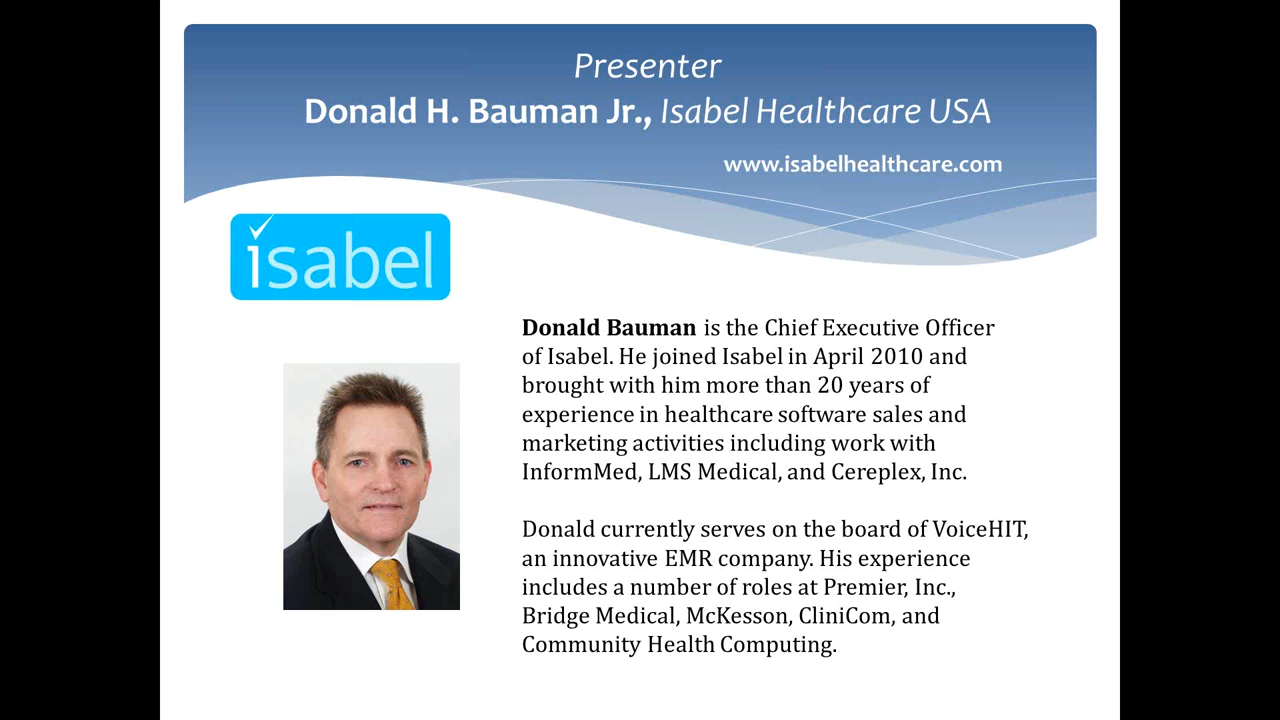 Presenter
Donald H. Bauman Jr., Isabel Healthcare USA
www.isabelhealthcare.com
isabel
Donald Bauman is the Chief Executive Officer
of Isabel. He joined Isabel in April 2010 and
brought with him more than 20 years of
experience in healthcare software sales and
marketing activities including work with
InforMed, LMS Medical, and Cereplex, Inc.
Donald currently serves on the board of VoiceHIT,
an innovative EMR company. His experience
includes a number of roles at Premier, Inc.,
Bridge Medical, McKesson, CliniCom, and
Community Health Computing.